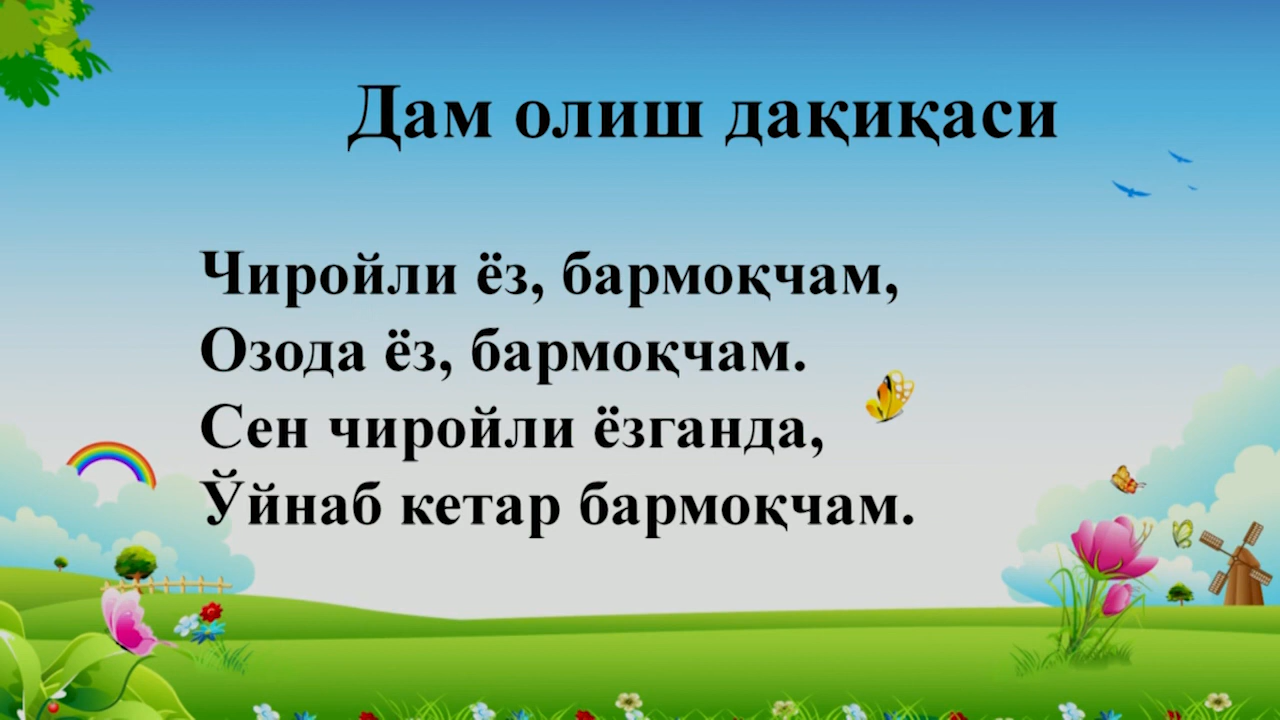 Дам олиш дақиқаси
Чиройли ёз, бармоқчам,
Озода ёз, бармоқчам.
Сен чиройли ёзганда,
Ўйнаб кетар бармоқчам.